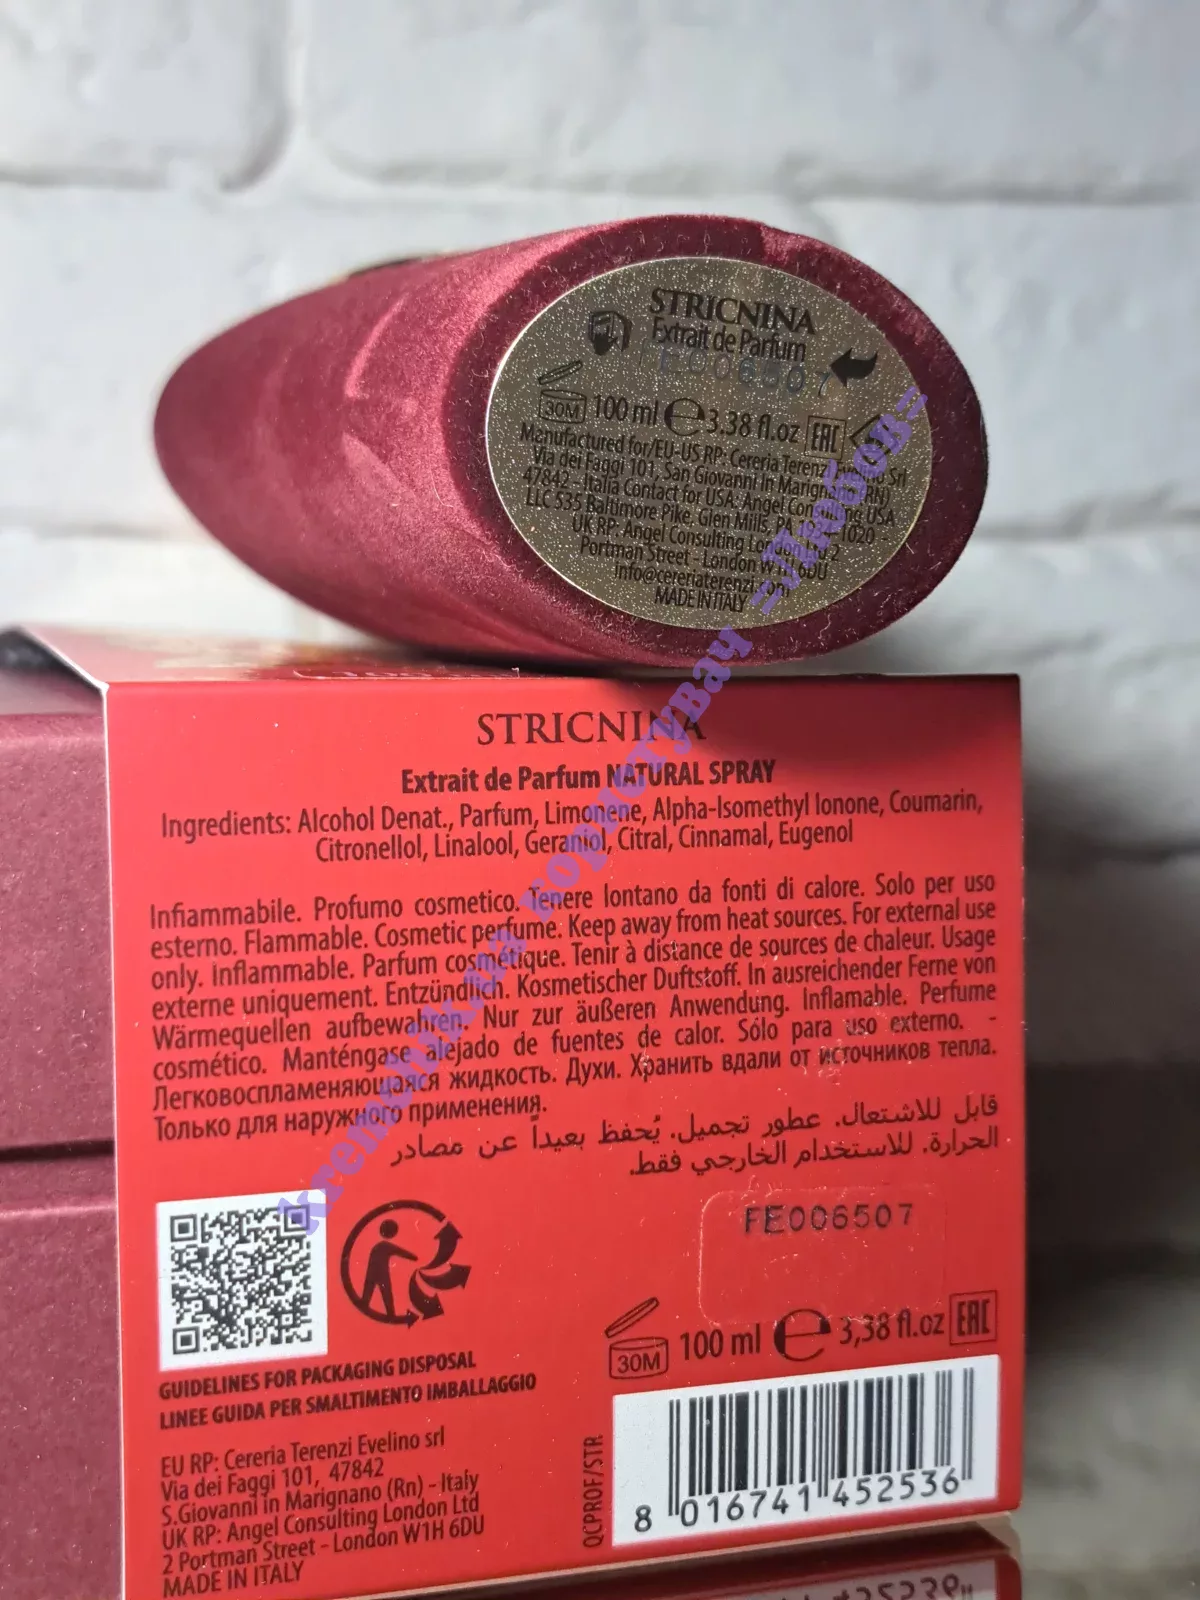 STRICNINA
Extrait de Parfum
FE006507
30M 100 ml e 3.38 fl.oz EAC
Manufactured for/EU-US RP: Cereria Terenzi Evelino Srl
Via dei Faggi 101, San Giovanni in Marignano (RN)
47842 - Italia Contact for USA: Angel Consulting USA
LLC 535 Baltimore Pike, Glen Mills, PA
UK RP: Angel Consulting London Ltd 2
Portman Street - London W1H 6DU
info@cereriaterenzi.com
MADE IN ITALY
STRICNINA
Extrait de Parfum NATURAL SPRAY
Ingredients: Alcohol Denat., Parfum, Limonene, Alpha-Isomethyl Ionone, Coumarin,
Citronellol, Linalool, Geraniol, Citral, Cinnamal, Eugenol
Infiammabile. Profumo cosmetico. Tenere lontano da fonti di calore. Solo per uso
esterno. Flammable. Cosmetic perfume. Keep away from heat sources. For external use
only. Inflammable. Parfum cosmétique. Tenir à distance de sources de chaleur. Usage
externe uniquement. Entzündlich. Kosmetischer Duftstoff. In ausreichender Ferne von
Wärmequellen aufbewahren. Nur zur äußeren Anwendung. Inflamable. Perfume
cosmético. Manténgase alejado de fuentes de calor. Sólo para uso externo. -
Легковоспламеняющаяся жидкость. Духи. Хранить вдали от источников тепла.
Только для наружного применения.
قابل للاشتعال. عطور تجميل. يُحفظ بعيداً عن مصادر
الحرارة. للاستخدام الخارجي فقط.
FE006507
30M 100 ml e 3,38 fl.oz EAC
GUIDELINES FOR PACKAGING DISPOSAL
LINEE GUIDA PER SMALTIMENTO IMBALLAGGIO
EU RP: Cereria Terenzi Evelino srl
Via dei Faggi 101, 47842
S.Giovanni in Marignano (Rn) - Italy
UK RP: Angel Consulting London Ltd
2 Portman Street - London W1H 6DU
MADE IN ITALY
QCPROF/STR
8 016741 452536
kremshik.ua користувач =Любов=